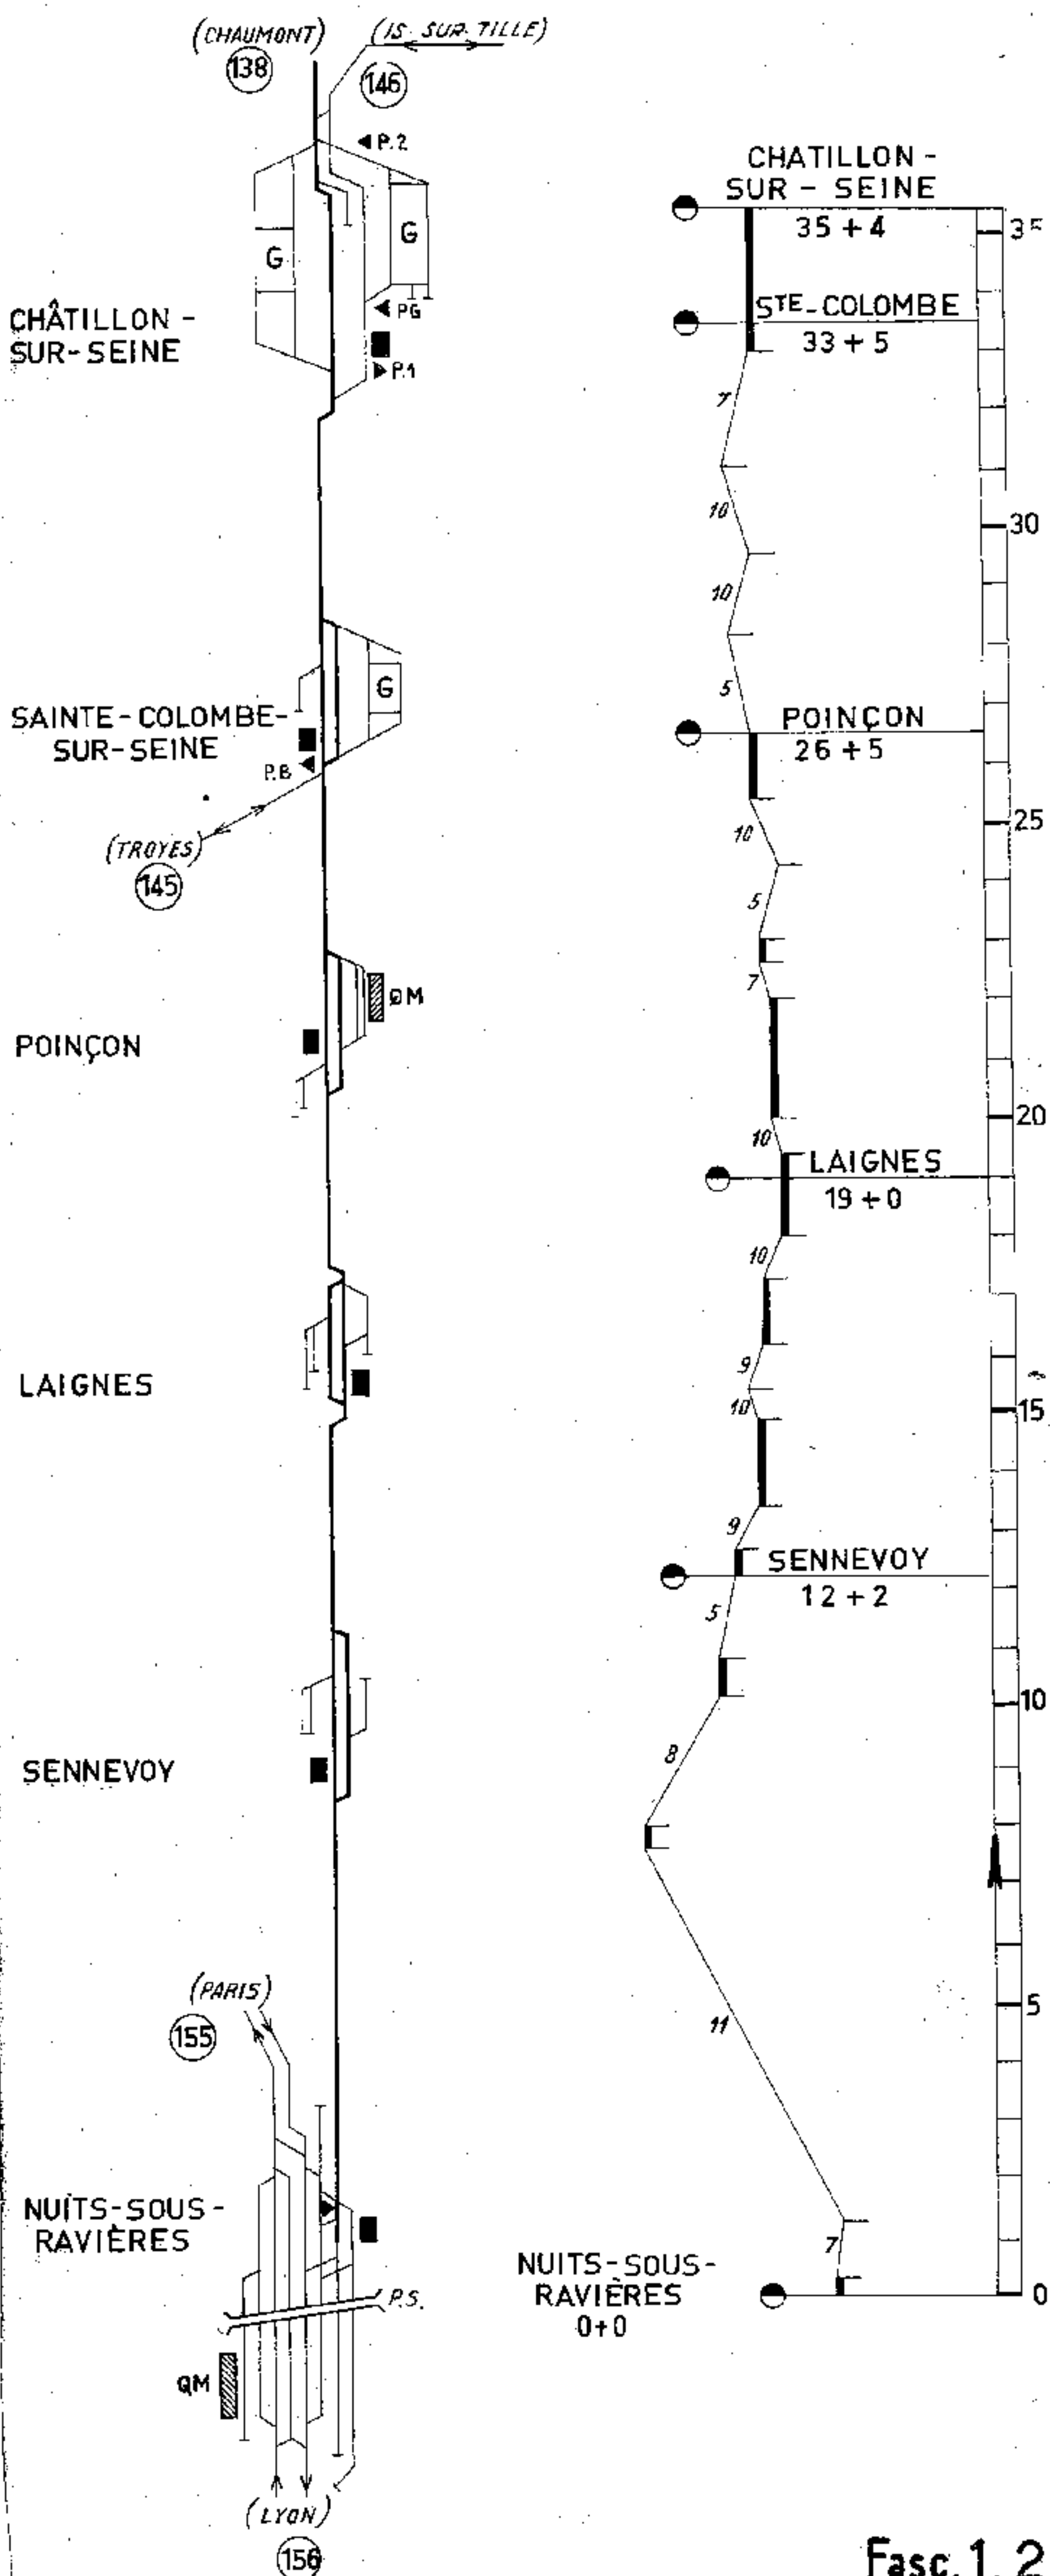 (CHAUMONT)
138
(IS-SUR-TILLE)
146
P.2
G
G
PG
P.1
CHÂTILLON -
SUR-SEINE
SAINTE-COLOMBE-
SUR-SEINE
G
P.B
(TROYES)
145
POINÇON
QM
LAIGNES
SENNEVOY
(PARIS)
155
NUITS-SOUS-
RAVIÈRES
P.S.
QM
(LYON)
156
CHATILLON -
SUR - SEINE
35 + 4
STE-COLOMBE
33 + 5
7
10
10
5
POINÇON
26 + 5
10
5
7
10
LAIGNES
19 + 0
10
9
10
9
SENNEVOY
12 + 2
5
8
11
7
NUITS-SOUS-
RAVIÈRES
0+0
35
30
25
20
15
10
5
0
Fasc. 1. 2